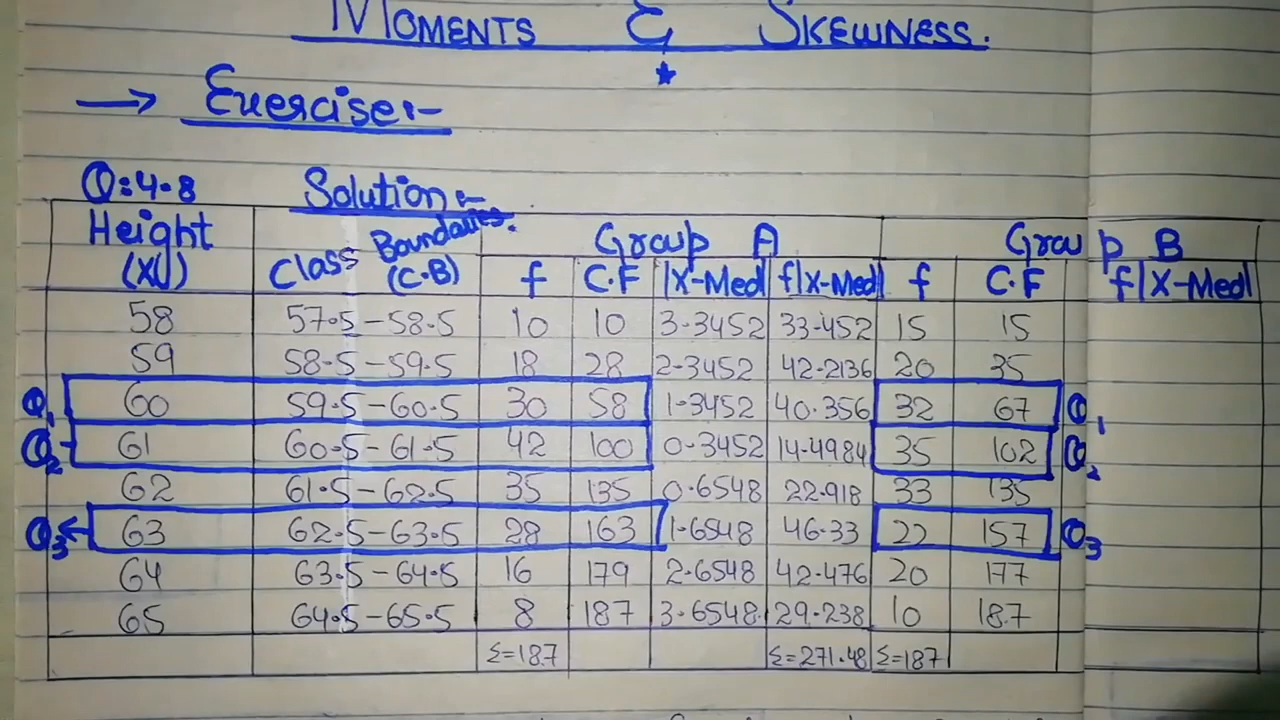 MOMENTS & SKEWNESS.
→ Exercise:-
Q:4.8 Solution:-
Height (X) Class Boundaries. (C.B) Group A Group B
f C.F |X-Med| f|X-Med| f C.F f|X-Med|
58 57.5-58.5 10 10 3.3452 33.452 15 15
59 58.5-59.5 18 28 2.3452 42.2136 20 35
Q1 60 59.5-60.5 30 58 1.3452 40.356 32 67 Q1
Q2 61 60.5-61.5 42 100 0.3452 14.4984 35 102 Q2
62 61.5-62.5 35 135 0.6548 22.918 33 135
Q3 63 62.5-63.5 28 163 1.6548 46.33 22 157 Q3
64 63.5-64.5 16 179 2.6548 42.476 20 177
65 64.5-65.5 8 187 3.6548 29.238 10 187
Σ=187 Σ=271.48 Σ=187